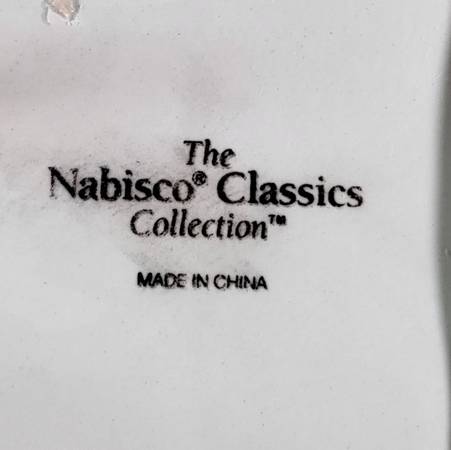 The
Nabisco® Classics
Collection™
MADE IN CHINA